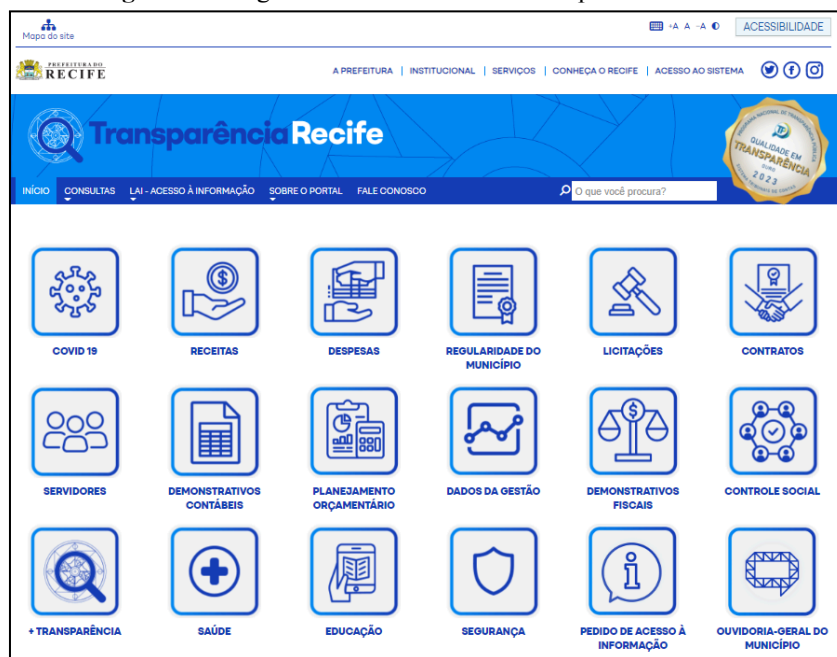 Mapa do site
+A A -A
ACESSIBILIDADE
PREFEITURA DO
RECIFE
A PREFEITURA | INSTITUCIONAL | SERVIÇOS | CONHEÇA O RECIFE | ACESSO AO SISTEMA
Transparência Recife
QUALIDADE EM
TRANSPARÊNCIA
OURO
2023
INÍCIO CONSULTAS LAI - ACESSO À INFORMAÇÃO SOBRE O PORTAL FALE CONOSCO
O que você procura?
COVID 19
RECEITAS
DESPESAS
REGULARIDADE DO
MUNICÍPIO
LICITAÇÕES
CONTRATOS
SERVIDORES
DEMONSTRATIVOS
CONTÁBEIS
PLANEJAMENTO
ORÇAMENTÁRIO
DADOS DA GESTÃO
DEMONSTRATIVOS
FISCAIS
CONTROLE SOCIAL
+ TRANSPARÊNCIA
SAÚDE
EDUCAÇÃO
SEGURANÇA
PEDIDO DE ACESSO À
INFORMAÇÃO
OUVIDORIA-GERAL DO
MUNICÍPIO